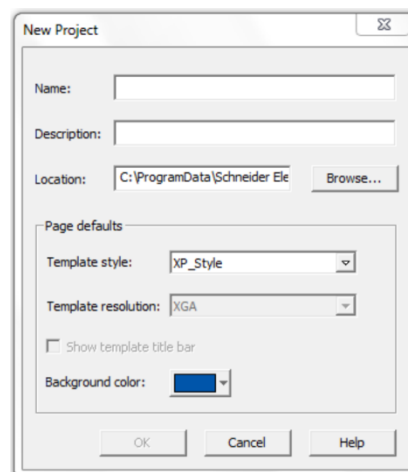 New Project
Name:
Description:
Location: C:\ProgramData\Schneider Ele Browse...
Page defaults
Template style: XP_Style
Template resolution: XGA
Show template title bar
Background color:
OK Cancel Help